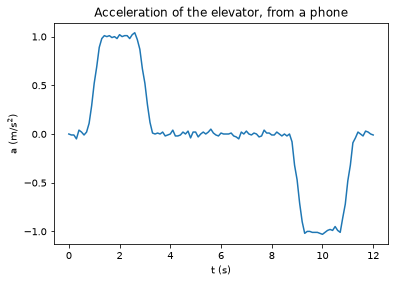 Acceleration of the elevator, from a phone
1.0
0.5
0.0
−0.5
−1.0
a (m/s²)
0 2 4 6 8 10 12
t (s)